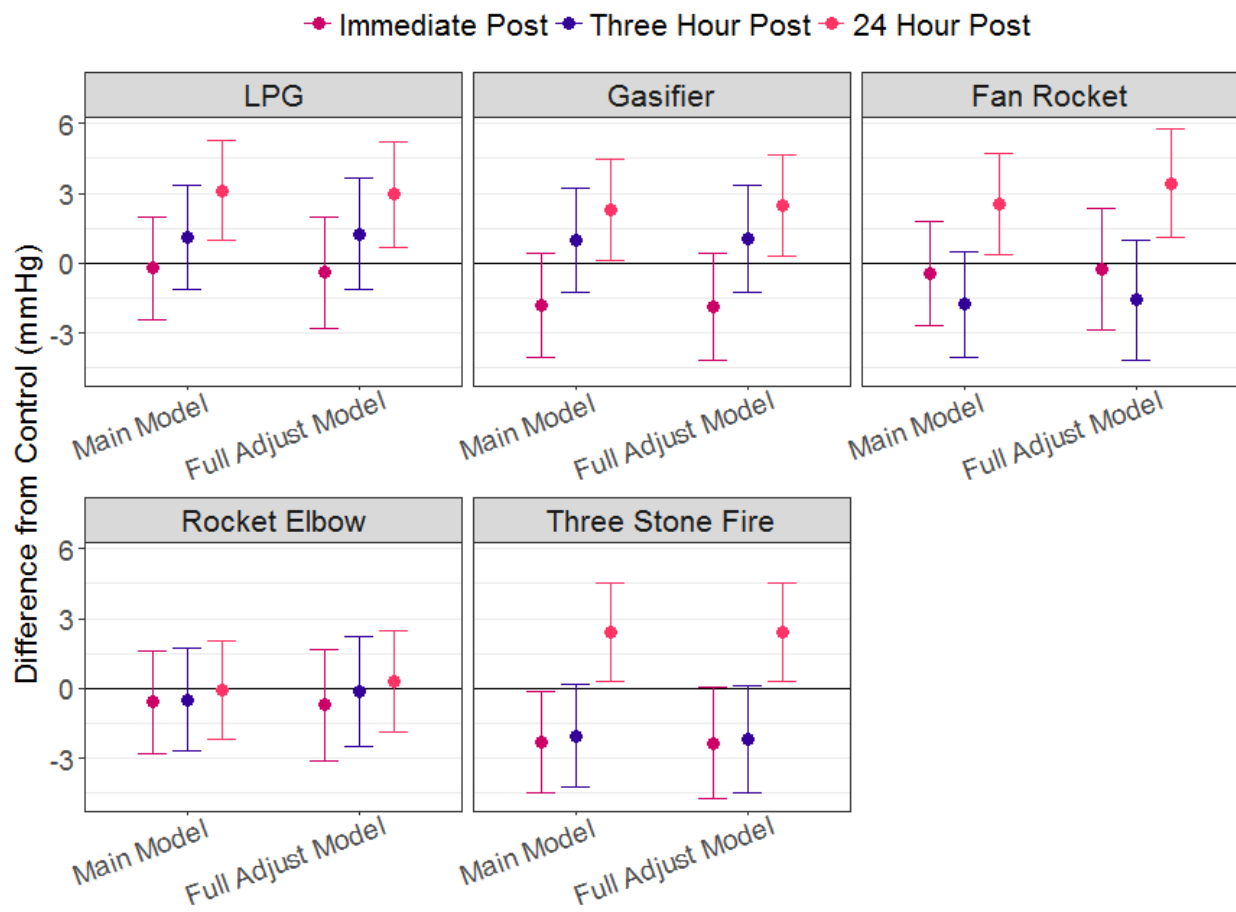 Immediate Post Three Hour Post 24 Hour Post
LPG
Gasifier
Fan Rocket
Difference from Control (mmHg)
6
3
0
-3
Main Model
Full Adjust Model
Main Model
Full Adjust Model
Main Model
Full Adjust Model
Rocket Elbow
Three Stone Fire
6
3
0
-3
Main Model
Full Adjust Model
Main Model
Full Adjust Model